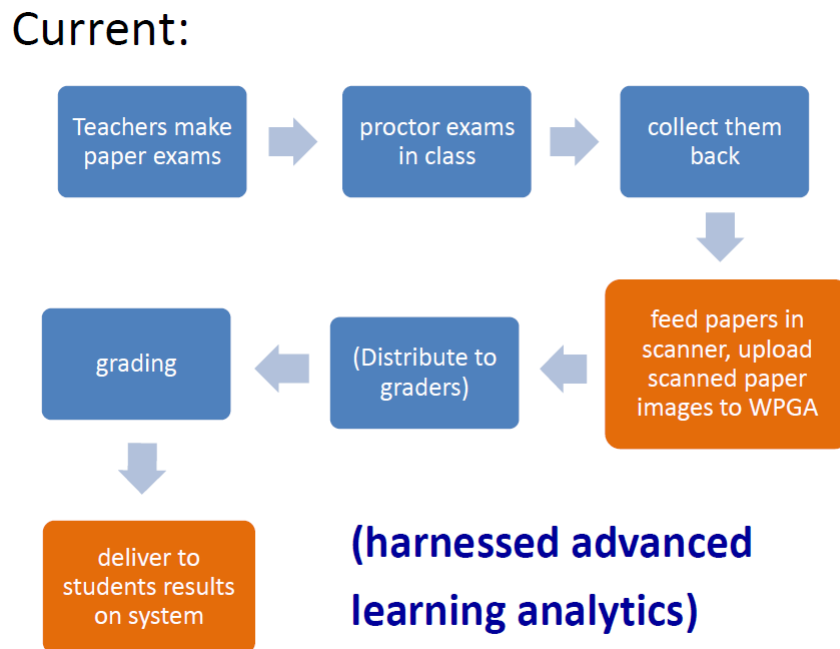 Current:
Teachers make
paper exams
proctor exams
in class
collect them
back
feed papers in
scanner, upload
scanned paper
images to WPGA
(Distribute to
graders)
grading
deliver to
students results
on system
(harnessed advanced
learning analytics)